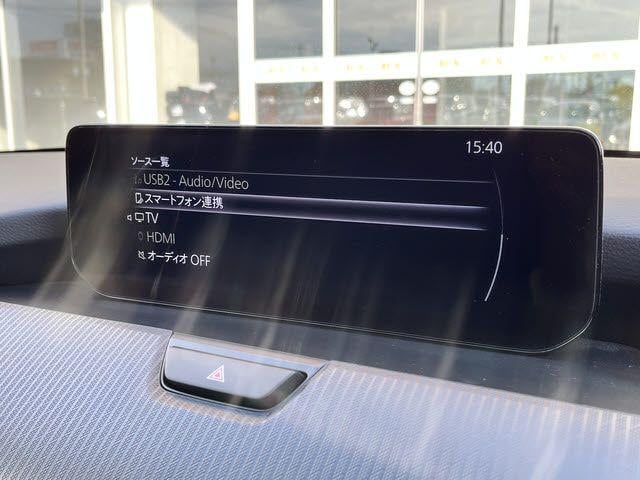 15:40
ソース一覧
USB2 - Audio/Video
スマートフォン連携
TV
HDMI
オーディオ OFF